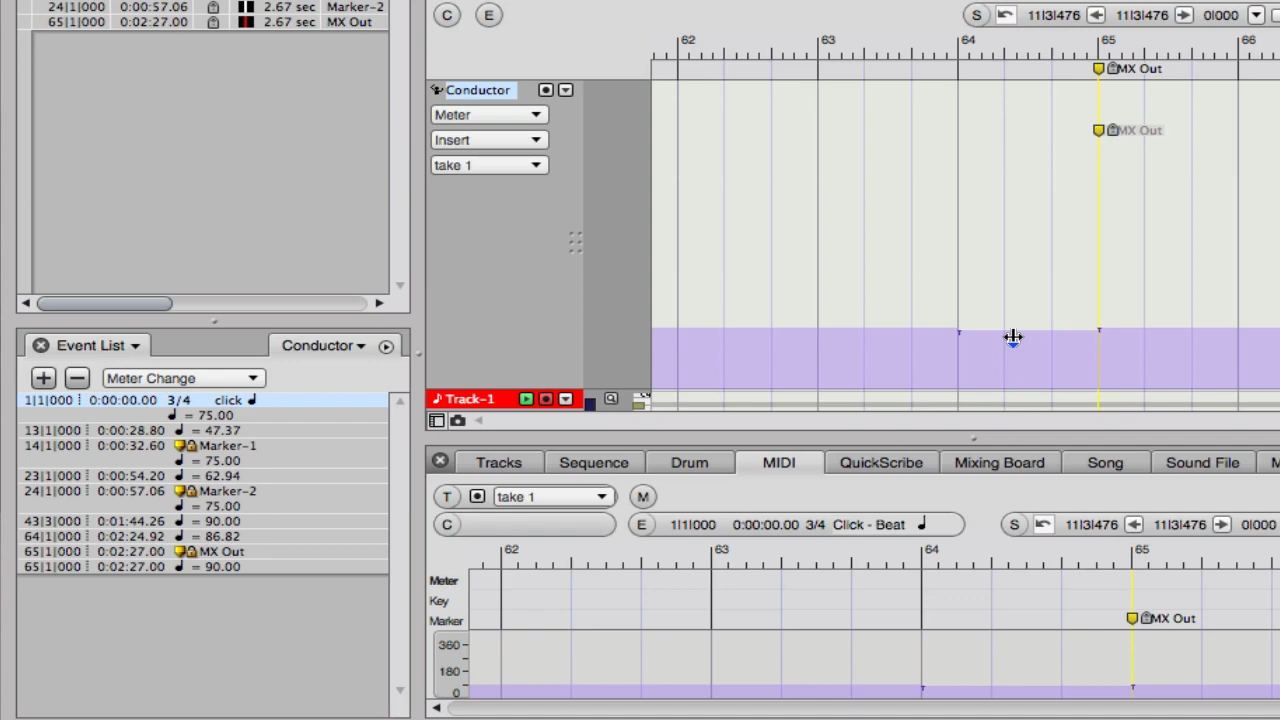 24|1|000 0:00:57.06 2.67 sec Marker-2
65|1|000 0:02:27.00 2.67 sec MX Out
C E S 11|3|476 11|3|476 0|000
62 63 64 65 66
MX Out
Conductor
Meter
MX Out
Insert
take 1
Event List Conductor
Meter Change
1|1|000 0:00:00.00 3/4 click ♩
♩ = 75.00
13|1|000 0:00:28.80 ♩ = 47.37
14|1|000 0:00:32.60 Marker-1
♩ = 75.00
23|1|000 0:00:54.20 ♩ = 62.94
24|1|000 0:00:57.06 Marker-2
♩ = 75.00
43|3|000 0:01:44.26 ♩ = 90.00
64|1|000 0:02:24.92 ♩ = 86.82
65|1|000 0:02:27.00 MX Out
65|1|000 0:02:27.00 ♩ = 90.00
Track-1
Tracks Sequence Drum MIDI QuickScribe Mixing Board Song Sound File M
T take 1 M
C E 1|1|000 0:00:00.00 3/4 Click - Beat ♩ S 11|3|476 11|3|476 0|000
62 63 64 65
Meter
Key
Marker
MX Out
360
180
0